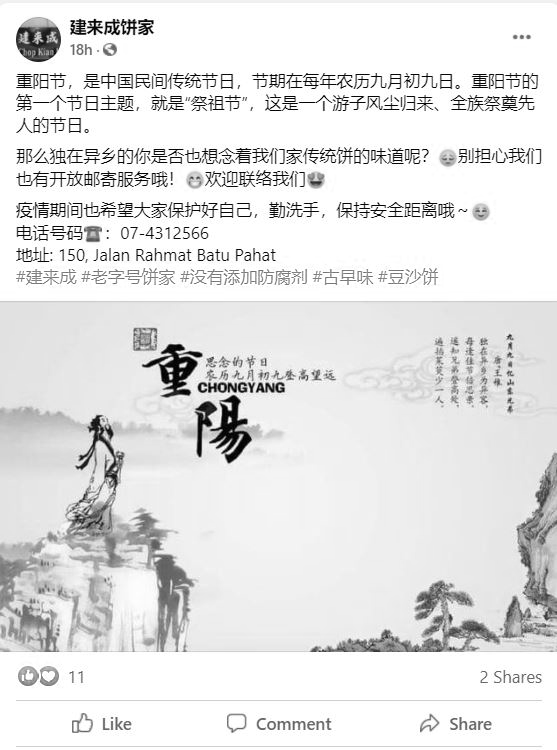 建来成
Chop Kian
建来成饼家
18h
重阳节，是中国民间传统节日，节期在每年农历九月初九日。重阳节的
第一个节日主题，就是“祭祖节”，这是一个游子风尘归来、全族祭奠先
人的节日。
那么独在异乡的你是否也想念着我们家传统饼的味道呢？😌别担心我们
也有开放邮寄服务哦！😁欢迎联络我们🤩
疫情期间也希望大家保护好自己，勤洗手，保持安全距离哦～😊
电话号码☎：07-4312566
地址: 150, Jalan Rahmat Batu Pahat
#建来成 #老字号饼家 #没有添加防腐剂 #古早味 #豆沙饼
重
陽
思念的节日
农历九月初九登高望远
CHONGYANG
九月九日忆山东兄弟
唐·王维
独在异乡为异客，
每逢佳节倍思亲。
遥知兄弟登高处，
遍插茱萸少一人。
11
2 Shares
Like
Comment
Share